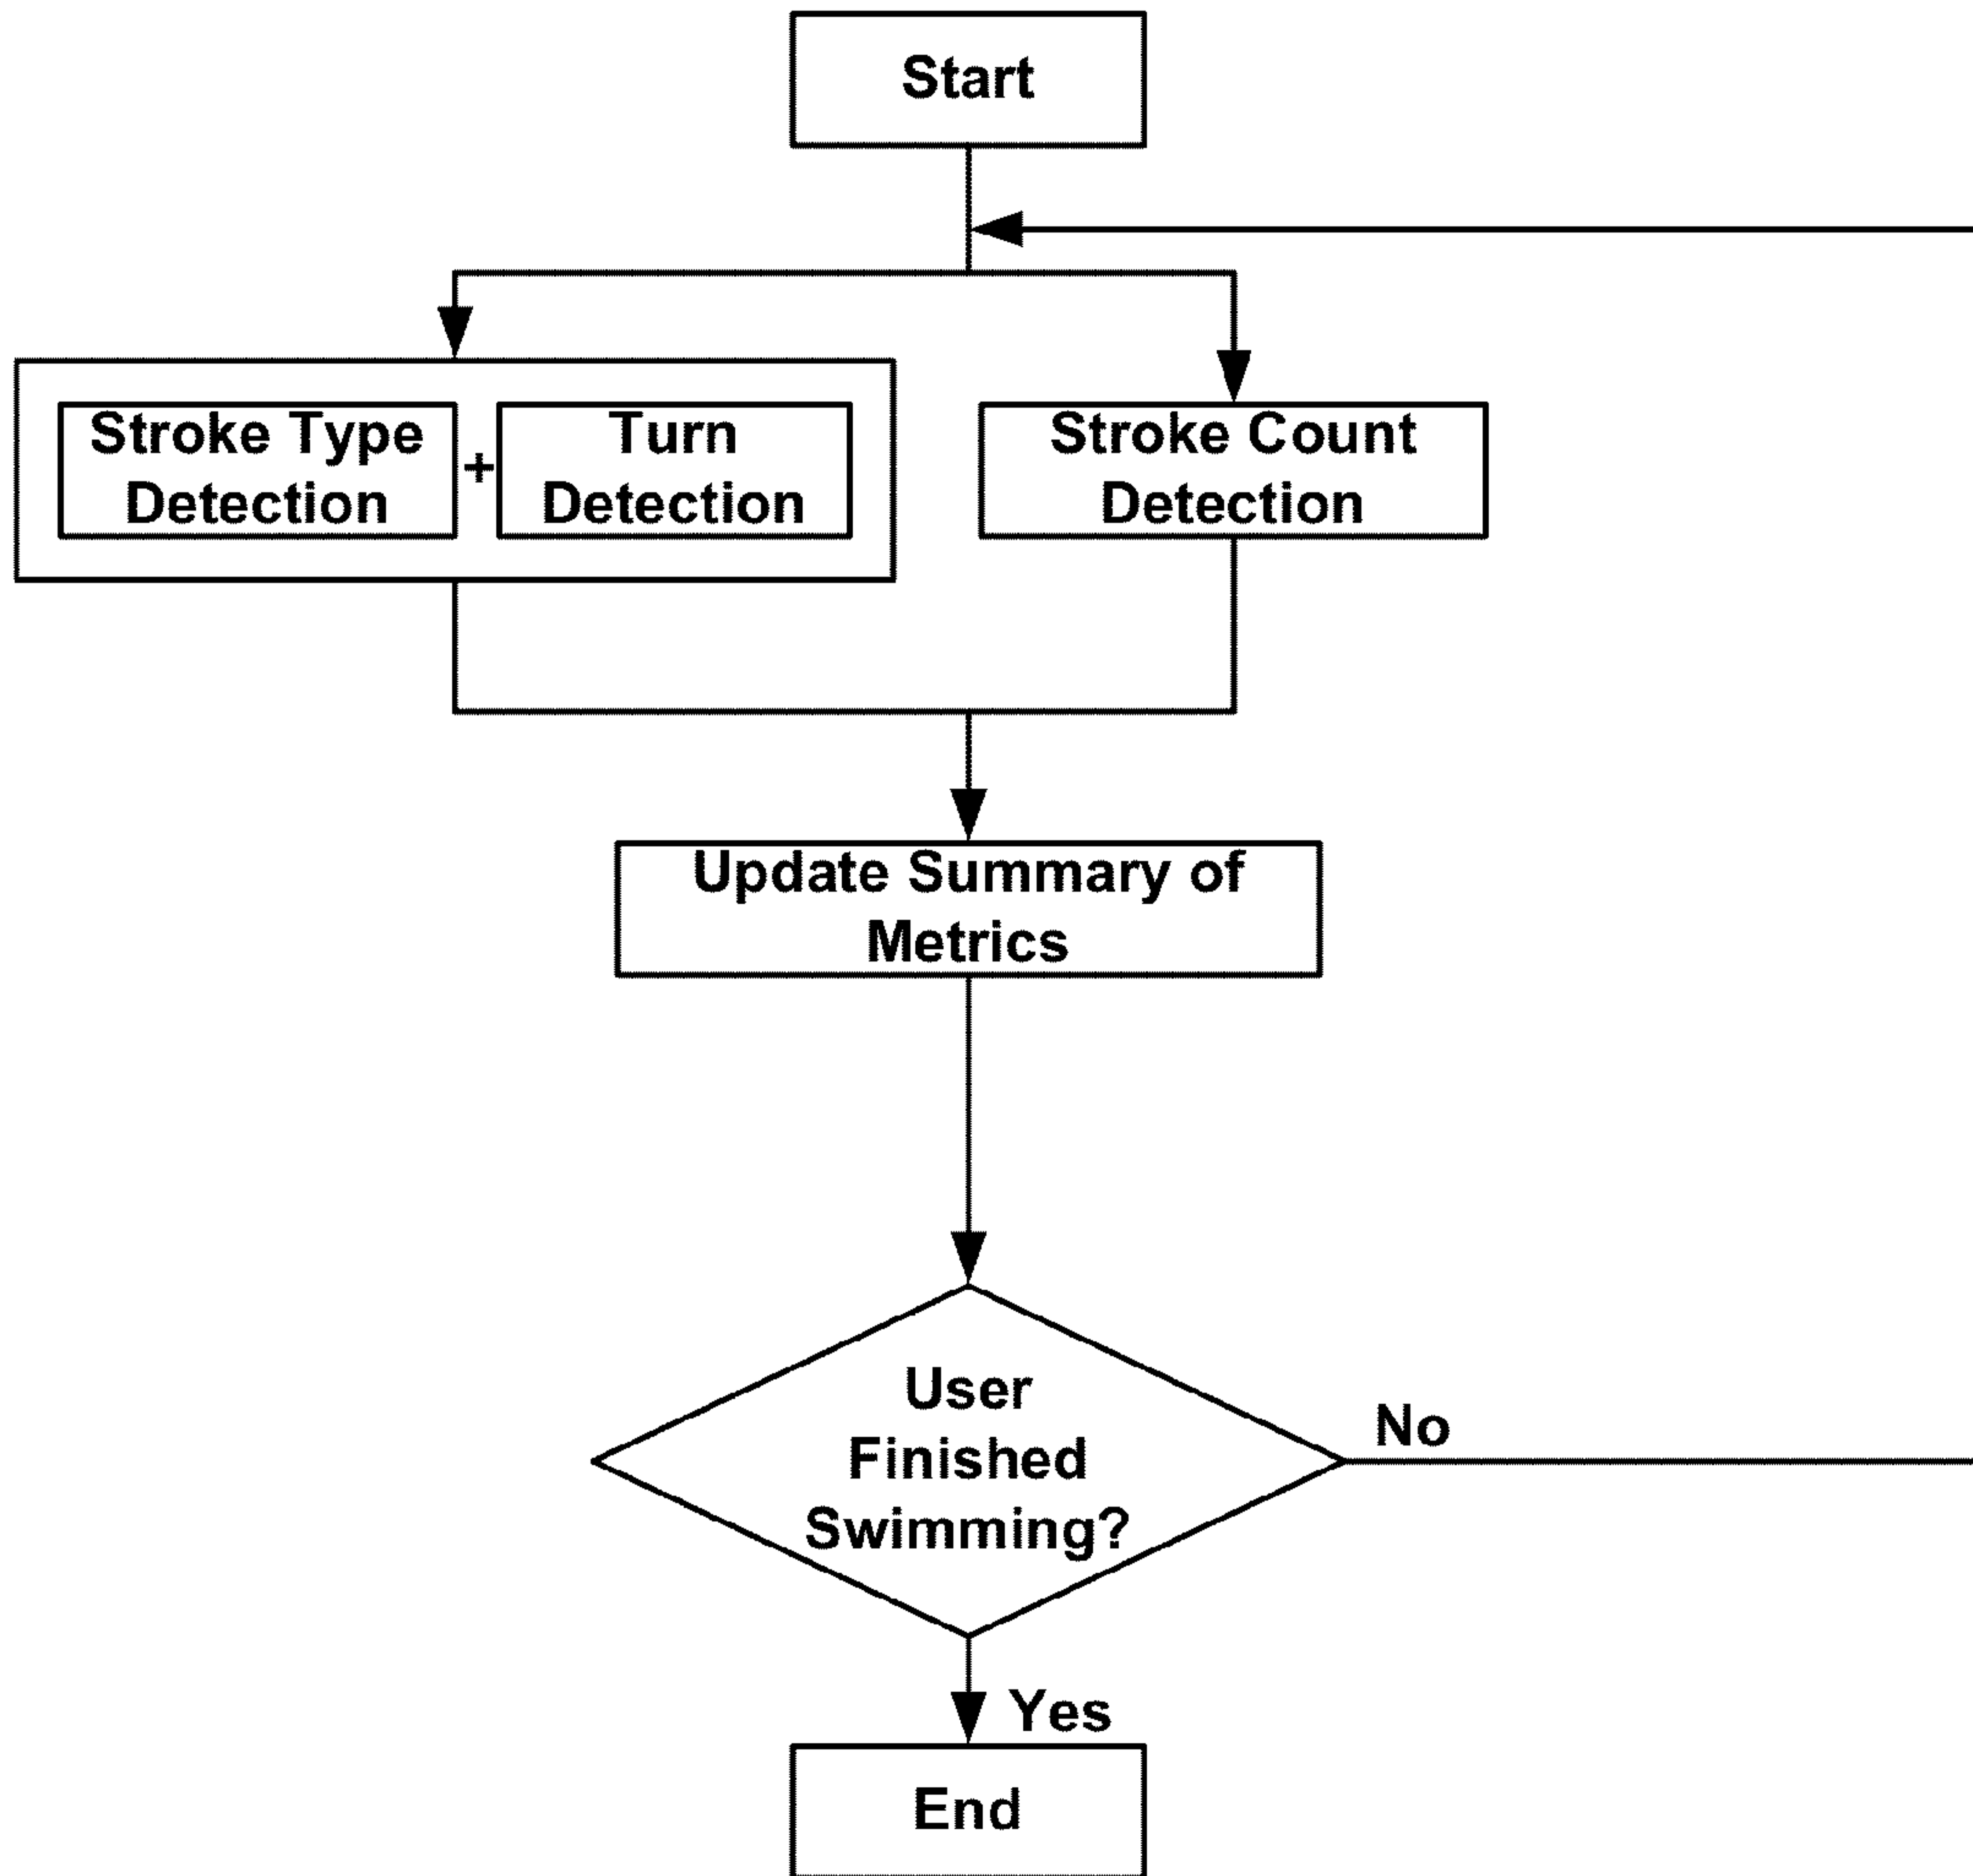 Start
Stroke Type
Detection
+
Turn
Detection
Stroke Count
Detection
Update Summary of
Metrics
User
Finished
Swimming?
No
Yes
End